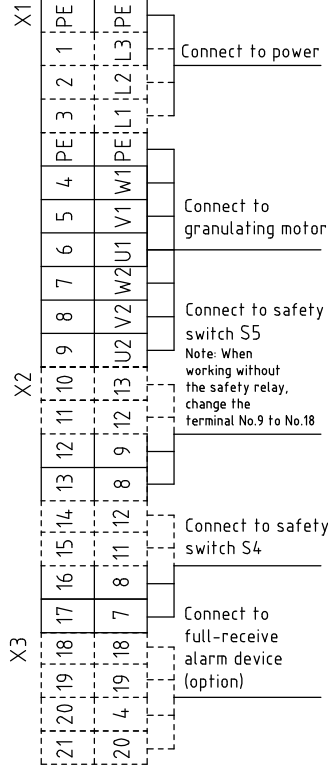 X1
PE PE
1 L3
2 L2
3 L1
PE PE
4 W1
5 V1
6 U1
7 W2
8 V2
9 U2
X2
10 13
11 12
12 9
13 8
14 12
15 11
16 8
17 7
X3
18 18
19 19
20 4
21 20
Connect to power
Connect to
granulating motor
Connect to safety
switch S5
Note: When
working without
the safety relay,
change the
terminal No.9 to No.18
Connect to safety
switch S4
Connect to
full-receive
alarm device
(option)